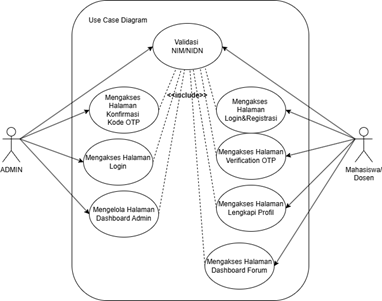 Use Case Diagram
Validasi
NIM/NIDN
<<include>>
Mengakses
Halaman
Konfirmasi
Kode OTP
Mengakses
Halaman
Login&Registrasi
Mengakses Halaman
Verification OTP
Mengakses Halaman
Login
ADMIN
Mahasiswa/
Dosen
Mengelola Halaman
Dashboard Admin
Mengakses Halaman
Lengkapi Profil
Mengakses Halaman
Dashboard Forum